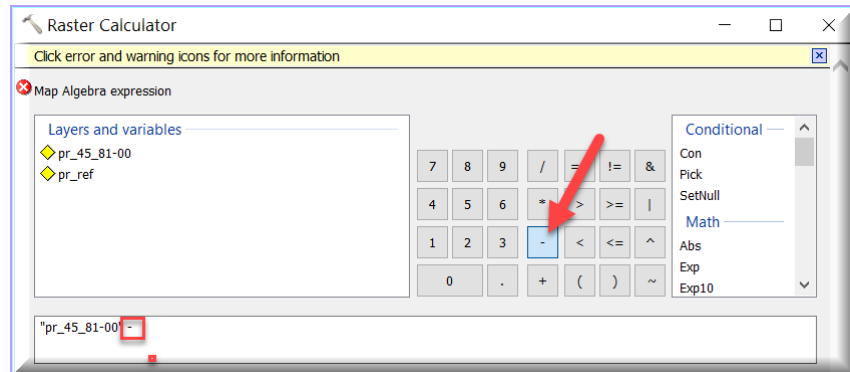 Raster Calculator
Click error and warning icons for more information
Map Algebra expression
Layers and variables
pr_45_81-00
pr_ref
7 8 9 / != &
4 5 6 * > >= |
1 2 3 - < <= ^
0 . + ( ) ~
Conditional
Con
Pick
SetNull
Math
Abs
Exp
Exp10
"pr_45_81-00" -